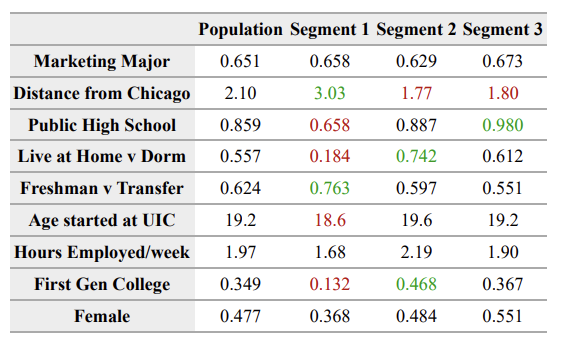 Population Segment 1 Segment 2 Segment 3
Marketing Major 0.651 0.658 0.629 0.673
Distance from Chicago 2.10 3.03 1.77 1.80
Public High School 0.859 0.658 0.887 0.980
Live at Home v Dorm 0.557 0.184 0.742 0.612
Freshman v Transfer 0.624 0.763 0.597 0.551
Age started at UIC 19.2 18.6 19.6 19.2
Hours Employed/week 1.97 1.68 2.19 1.90
First Gen College 0.349 0.132 0.468 0.367
Female 0.477 0.368 0.484 0.551